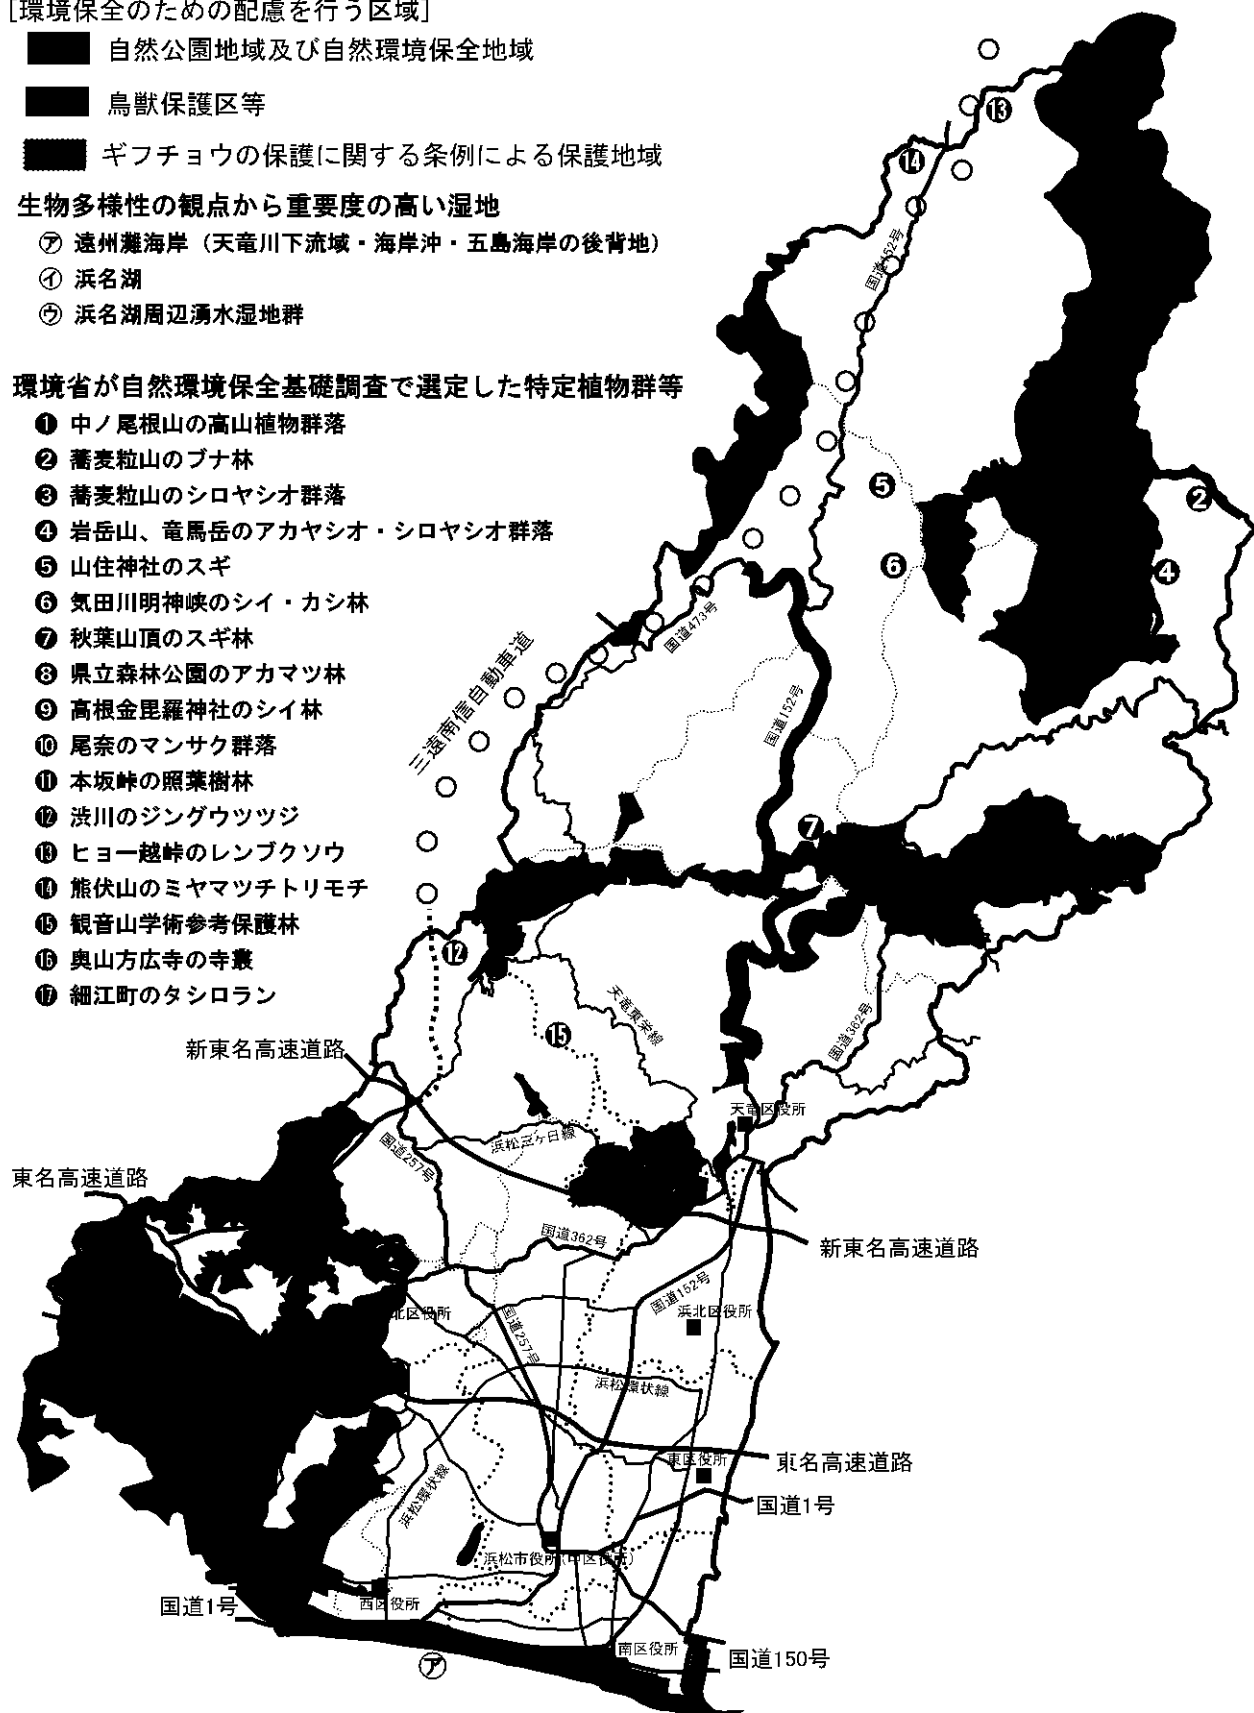 [環境保全のための配慮を行う区域]
自然公園地域及び自然環境保全地域
鳥獣保護区等
ギフチョウの保護に関する条例による保護地域
生物多様性の観点から重要度の高い湿地
㋐ 遠州灘海岸（天竜川下流域・海岸沖・五島海岸の後背地）
㋑ 浜名湖
㋒ 浜名湖周辺湧水湿地群
環境省が自然環境保全基礎調査で選定した特定植物群等
❶ 中ノ尾根山の高山植物群落
❷ 蕎麦粒山のブナ林
❸ 蕎麦粒山のシロヤシオ群落
❹ 岩岳山、竜馬岳のアカヤシオ・シロヤシオ群落
❺ 山住神社のスギ
❻ 気田川明神峡のシイ・カシ林
❼ 秋葉山頂のスギ林
❽ 県立森林公園のアカマツ林
❾ 高根金毘羅神社のシイ林
❿ 尾奈のマンサク群落
⓫ 本坂峠の照葉樹林
⓬ 渋川のジングウツツジ
⓭ ヒョー越峠のレンブクソウ
⓮ 熊伏山のミヤマツチトリモチ
⓯ 観音山学術参考保護林
⓰ 奥山方広寺の寺叢
⓱ 細江町のタシロラン
⓭
⓮
国道152号
❺
❷
❻
❹
国道473号
三遠南信自動車道
国道152号
❼
⓬
天竜東栄線
⓯
国道362号
新東名高速道路
天竜区役所
浜松三ヶ日線
国道257号
東名高速道路
国道362号
新東名高速道路
国道152号
北区役所
浜北区役所
国道257号
浜松環状線
東区役所
東名高速道路
浜松環状線
国道1号
浜松市役所(中区役所)
西区役所
国道1号
南区役所
国道150号
㋐